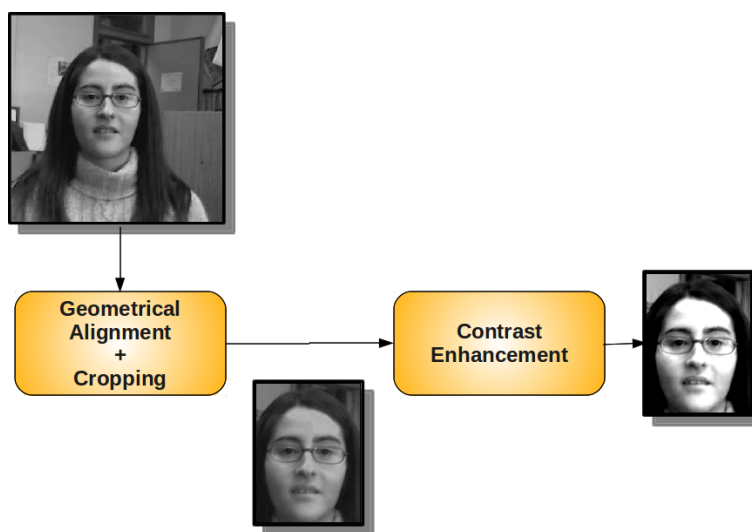 Geometrical
Alignment
+
Cropping
Contrast
Enhancement